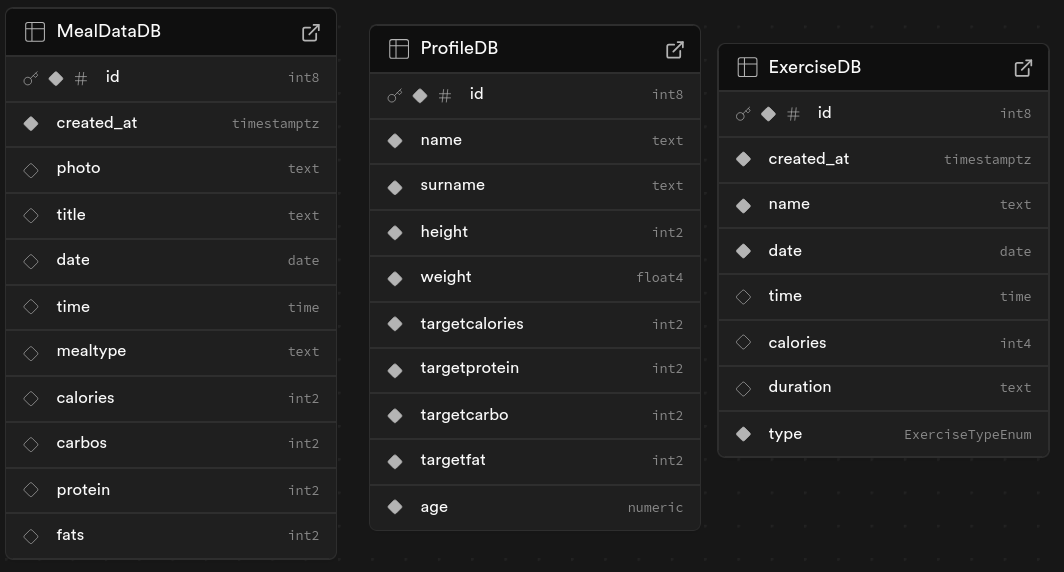 MealDataDB
# id int8
created_at timestamptz
photo text
title text
date date
time time
mealtype text
calories int2
carbos int2
protein int2
fats int2
ProfileDB
# id int8
name text
surname text
height int2
weight float4
targetcalories int2
targetprotein int2
targetcarbo int2
targetfat int2
age numeric
ExerciseDB
# id int8
created_at timestamptz
name text
date date
time time
calories int4
duration text
type ExerciseTypeEnum